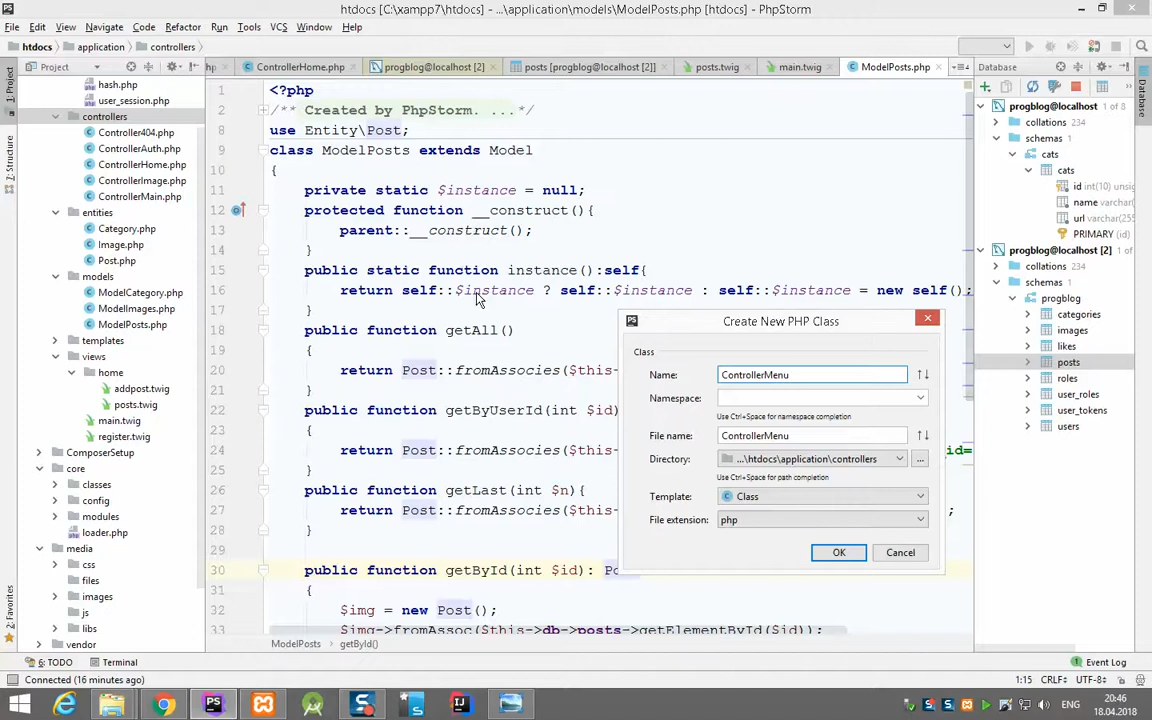 htdocs [C:\xampp7\htdocs] - ...\application\models\ModelPosts.php [htdocs] - PhpStorm
File Edit View Navigate Code Refactor Run Tools VCS Window Help
htdocs application controllers
Project
hp ControllerHome.php progblog@localhost [2] posts [progblog@localhost [2]] posts.twig main.twig ModelPosts.php
Database
1: Project
2: Structure
2: Favorites
Database
hash.php
user_session.php
controllers
Controller404.php
ControllerAuth.php
ControllerHome.php
ControllerImage.php
ControllerMain.php
entities
Category.php
Image.php
Post.php
models
ModelCategory.php
ModelImages.php
ModelPosts.php
templates
views
home
addpost.twig
posts.twig
main.twig
register.twig
ComposerSetup
core
classes
config
modules
loader.php
media
css
files
images
js
libs
vendor
1 <?php
2 /** Created by PhpStorm. ...*/
8 use Entity\Post;
9 class ModelPosts extends Model
10 {
11 private static $instance = null;
12 protected function __construct(){
13 parent::__construct();
14 }
15 public static function instance():self{
16 return self::$instance ? self::$instance : self::$instance = new self();
17 }
18 public function getAll()
19 {
20 return Post::fromAssocies($this-
21 }
22 public function getByUserId(int $id)
23 {
24 return Post::fromAssocies($this- id=
25 }
26 public function getLast(int $n){
27 return Post::fromAssocies($this- ;
28 }
29
30 public function getById(int $id): Po
31 {
32 $img = new Post();
33 $img->fromAssoc($this->db->posts->getElementById($id));
ModelPosts getById()
Create New PHP Class
Class
Name: ControllerMenu
Namespace:
Use Ctrl+Space for namespace completion
File name: ControllerMenu
Directory: ...\htdocs\application\controllers ...
Use Ctrl+Space for path completion
Template: Class
File extension: php
OK Cancel
progblog@localhost 1 of 8
collations 234
schemas 1
cats
cats
id int(10) unsig
name varchar(
url varchar(255
PRIMARY (id)
progblog@localhost [2]
collations 234
schemas 1
progblog
categories
images
likes
posts
roles
user_roles
user_tokens
users
6: TODO Terminal
1 Event Log
Connected (16 minutes ago)
1:15 CRLF÷ UTF-8÷
ENG
20:46
18.04.2018